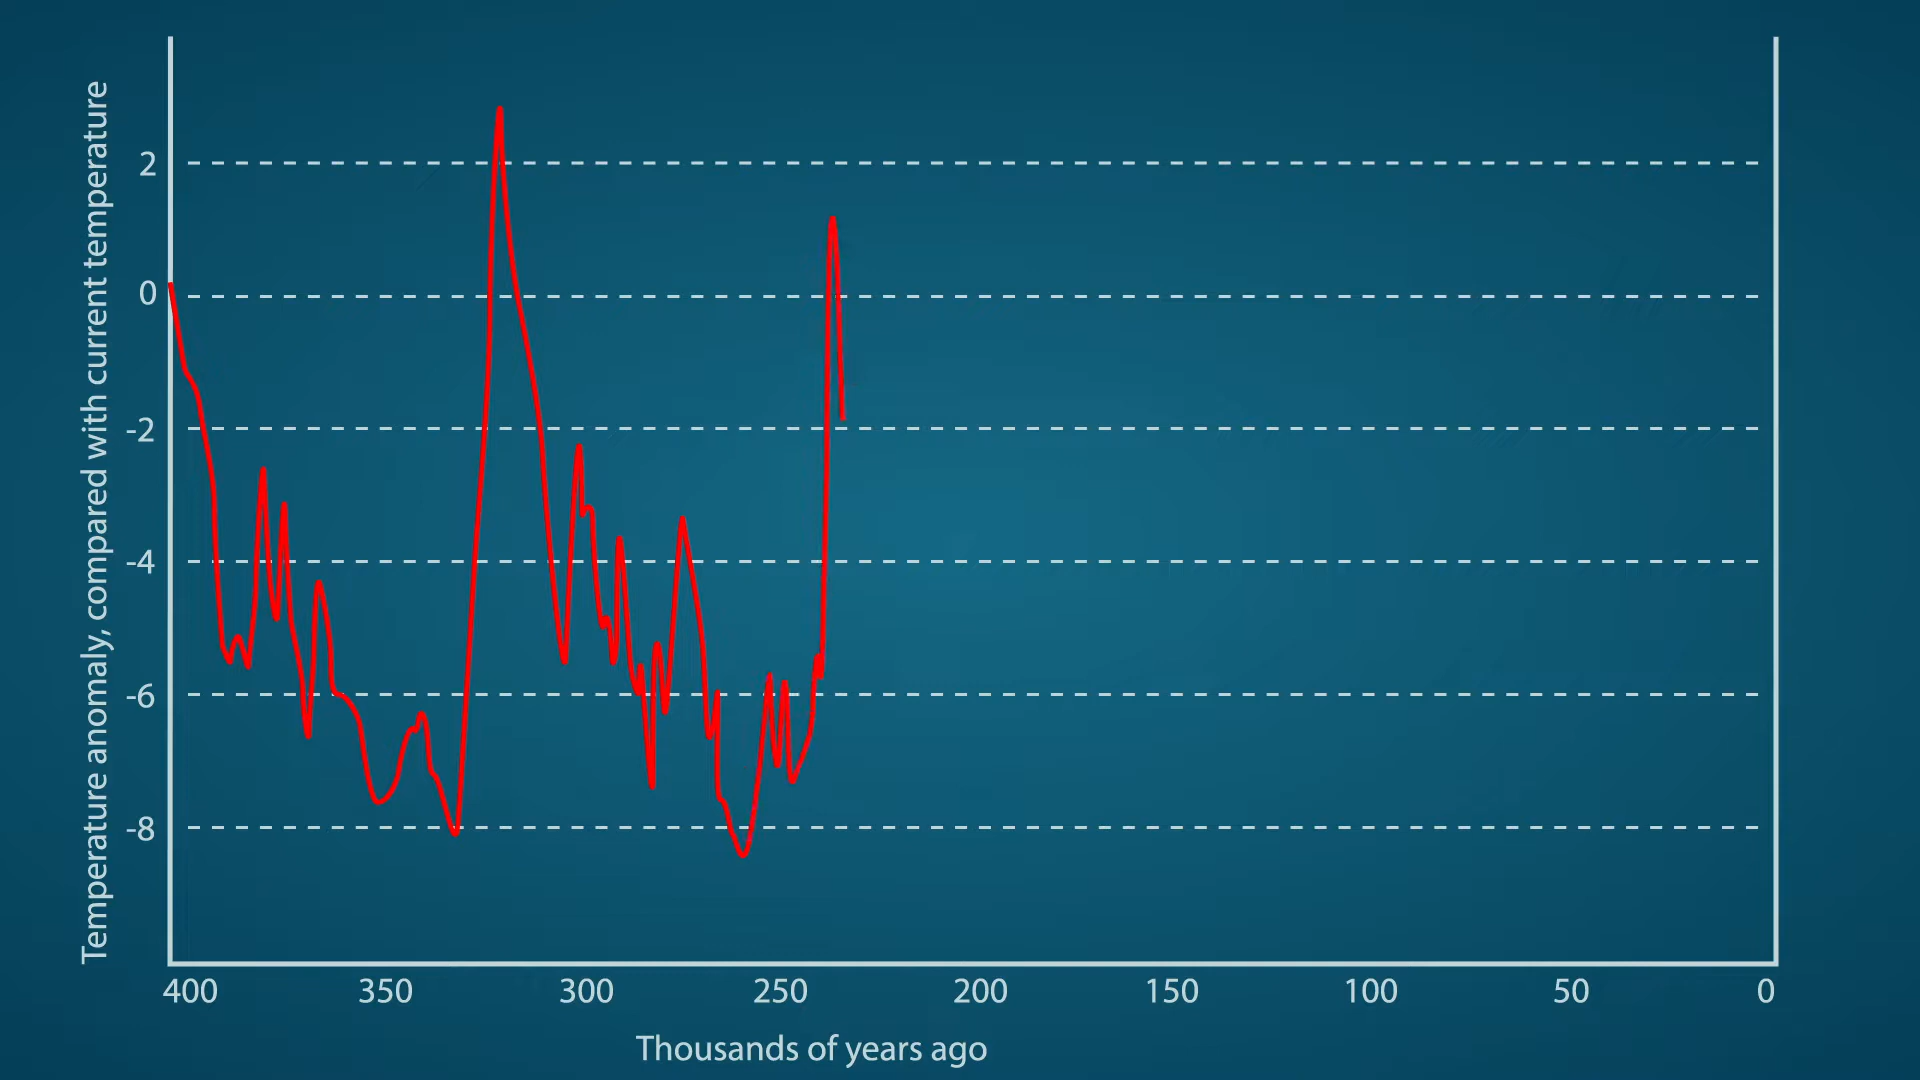 Temperature anomaly, compared with current temperature
2
0
-2
-4
-6
-8
400 350 300 250 200 150 100 50 0
Thousands of years ago